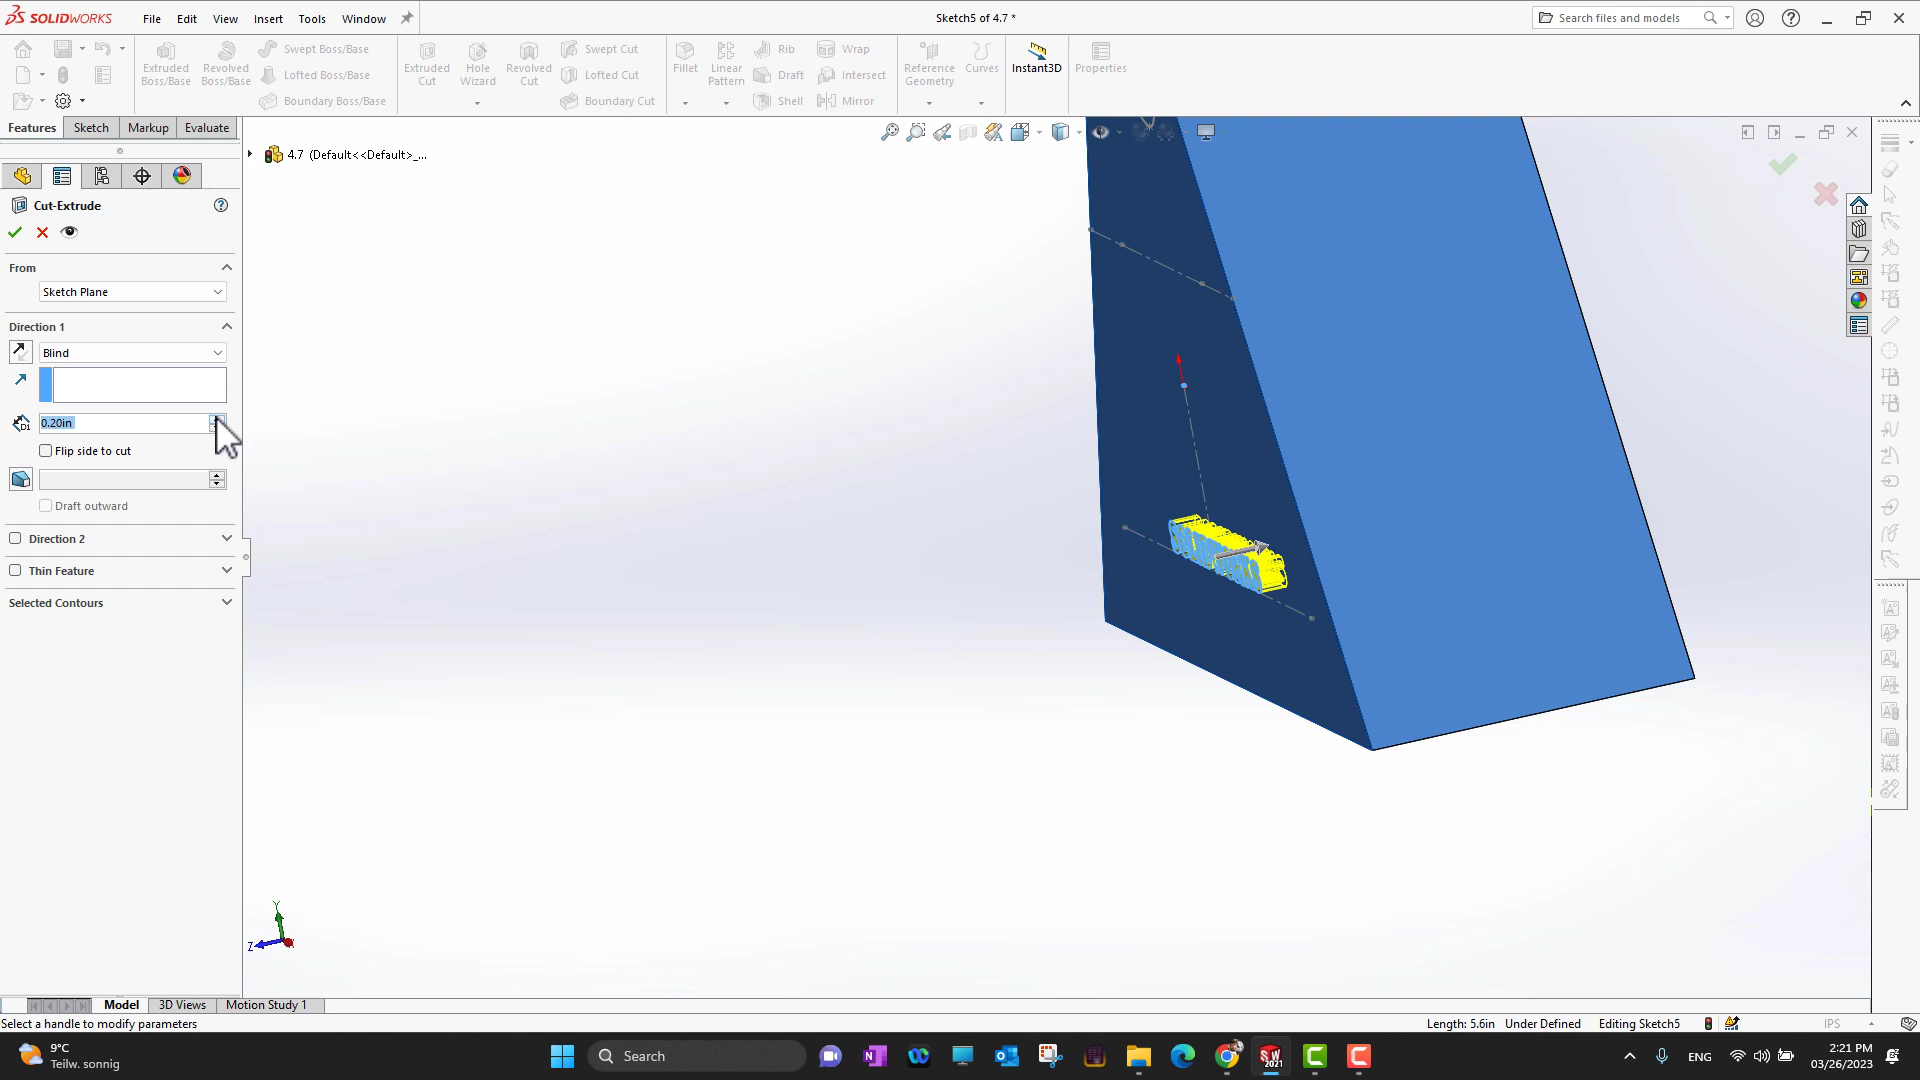 SOLIDWORKS
File
Edit
View
Insert
Tools
Window
Sketch5 of 4.7 *
Search files and models
Extruded Boss/Base
Revolved Boss/Base
Swept Boss/Base
Lofted Boss/Base
Boundary Boss/Base
Extruded Cut
Hole Wizard
Revolved Cut
Swept Cut
Lofted Cut
Boundary Cut
Fillet
Linear Pattern
Rib
Draft
Shell
Wrap
Intersect
Mirror
Reference Geometry
Curves
Instant3D
Properties
Features
Sketch
Markup
Evaluate
4.7 (Default<<Default>_...
Cut-Extrude
From
Sketch Plane
Direction 1
Blind
D1
0.20in
Flip side to cut
Draft outward
Direction 2
Thin Feature
Selected Contours
Y
Z
Model
3D Views
Motion Study 1
Select a handle to modify parameters
Length: 5.6in
Under Defined
Editing Sketch5
IPS
9°C
Teilw. sonnig
Search
SW
2021
ENG
2:21 PM
03/26/2023